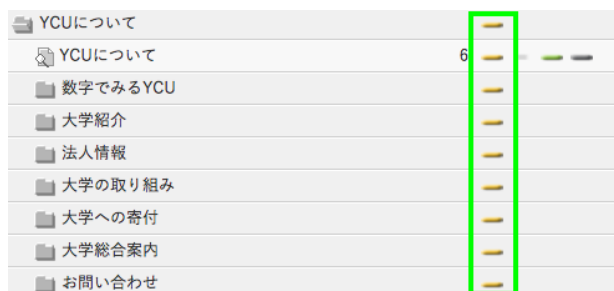 YCUについて
YCUについて 6
数字でみるYCU
大学紹介
法人情報
大学の取り組み
大学への寄付
大学総合案内
お問い合わせ